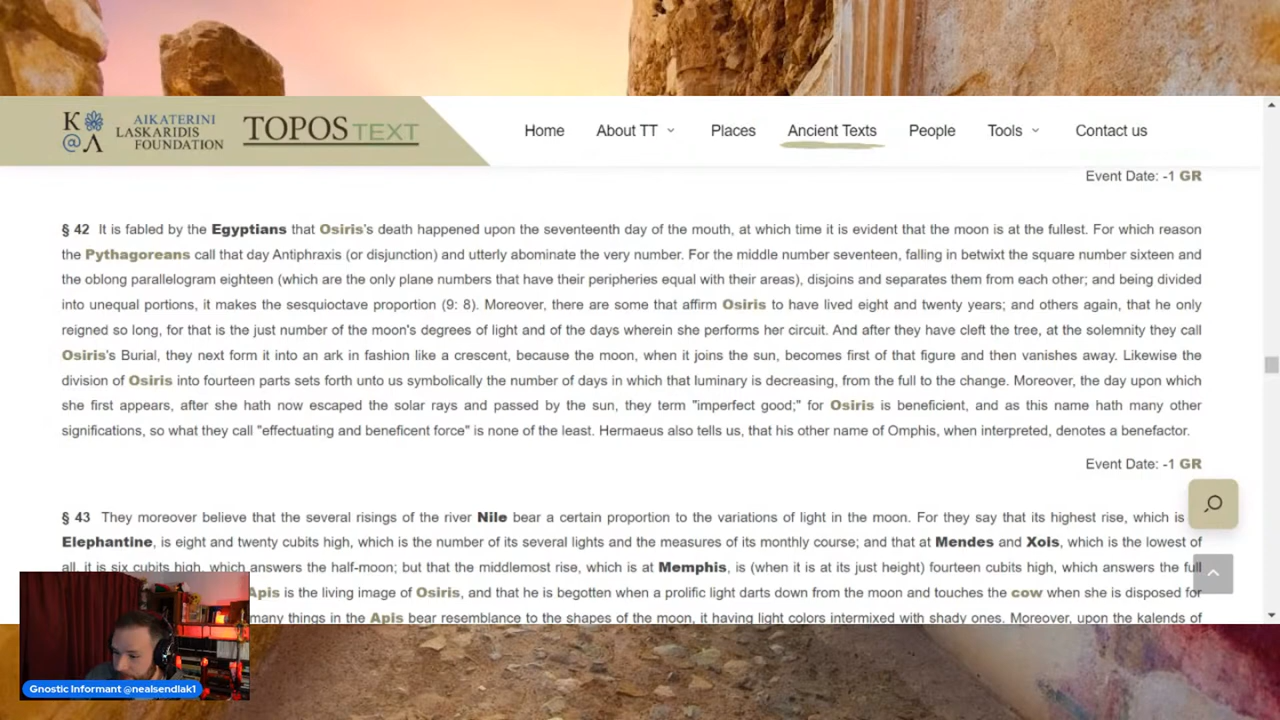 K
@ Λ
AIKATERINI
LASKARIDIS
FOUNDATION
TOPOS TEXT
Home
About TT
Places
Ancient Texts
People
Tools
Contact us
Event Date: -1 GR
§ 42 It is fabled by the Egyptians that Osiris's death happened upon the seventeenth day of the mouth, at which time it is evident that the moon is at the fullest. For which reason
the Pythagoreans call that day Antiphraxis (or disjunction) and utterly abominate the very number. For the middle number seventeen, falling in betwixt the square number sixteen and
the oblong parallelogram eighteen (which are the only plane numbers that have their peripheries equal with their areas), disjoins and separates them from each other; and being divided
into unequal portions, it makes the sesquioctave proportion (9: 8). Moreover, there are some that affirm Osiris to have lived eight and twenty years; and others again, that he only
reigned so long, for that is the just number of the moon's degrees of light and of the days wherein she performs her circuit. And after they have cleft the tree, at the solemnity they call
Osiris's Burial, they next form it into an ark in fashion like a crescent, because the moon, when it joins the sun, becomes first of that figure and then vanishes away. Likewise the
division of Osiris into fourteen parts sets forth unto us symbolically the number of days in which that luminary is decreasing, from the full to the change. Moreover, the day upon which
she first appears, after she hath now escaped the solar rays and passed by the sun, they term "imperfect good;" for Osiris is beneficient, and as this name hath many other
significations, so what they call "effectuating and beneficent force" is none of the least. Hermaeus also tells us, that his other name of Omphis, when interpreted, denotes a benefactor.
Event Date: -1 GR
§ 43 They moreover believe that the several risings of the river Nile bear a certain proportion to the variations of light in the moon. For they say that its highest rise, which is
Elephantine, is eight and twenty cubits high, which is the number of its several lights and the measures of its monthly course; and that at Mendes and Xois, which is the lowest of
all, it is six cubits high, which answers the half-moon; but that the middlemost rise, which is at Memphis, is (when it is at its just height) fourteen cubits high, which answers the full
Apis is the living image of Osiris, and that he is begotten when a prolific light darts down from the moon and touches the cow when she is disposed for
many things in the Apis bear resemblance to the shapes of the moon, it having light colors intermixed with shady ones. Moreover, upon the kalends of
Gnostic Informant @nealsendlak1